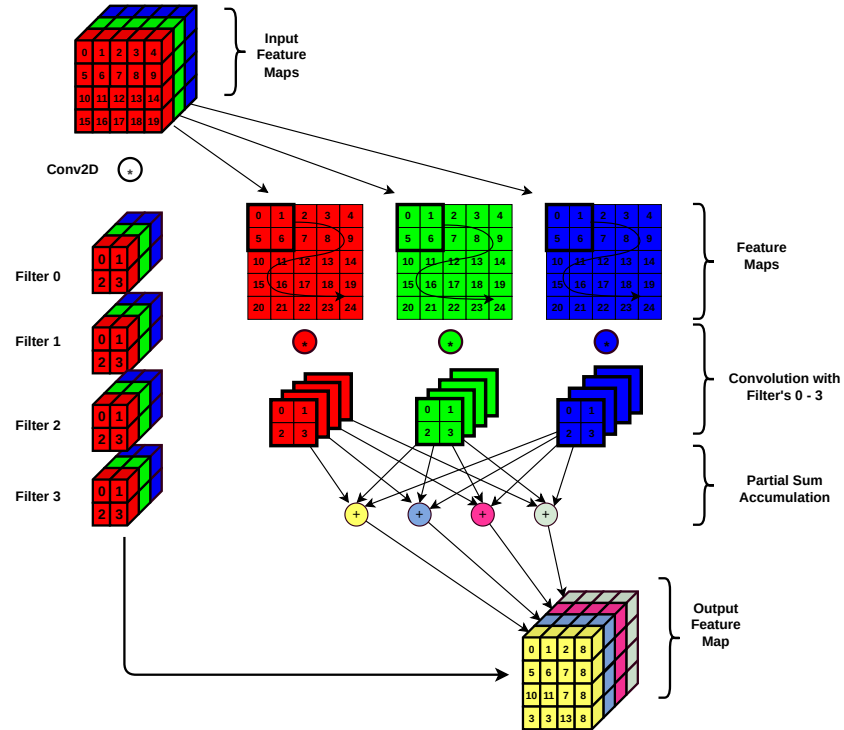 Input
Feature
Maps
0 1 2 3 4
5 6 7 8 9
10 11 12 13 14
15 16 17 18 19
Conv2D *
Filter 0
0 1
2 3
Filter 1
0 1
2 3
Filter 2
0 1
2 3
Filter 3
0 1
2 3
0 1 2 3 4
5 6 7 8 9
10 11 12 13 14
15 16 17 18 19
20 21 22 23 24
0 1 2 3 4
5 6 7 8 9
10 11 12 13 14
15 16 17 18 19
20 21 22 23 24
0 1 2 3 4
5 6 7 8 9
10 11 12 13 14
15 16 17 18 19
20 21 22 23 24
Feature
Maps
* * *
0 1
2 3
0 1
2 3
0 1
2 3
Convolution with
Filter's 0 - 3
Partial Sum
Accumulation
+ + + +
Output
Feature
Map
0 1 2 8
5 6 7 8
10 11 7 8
3 3 13 8